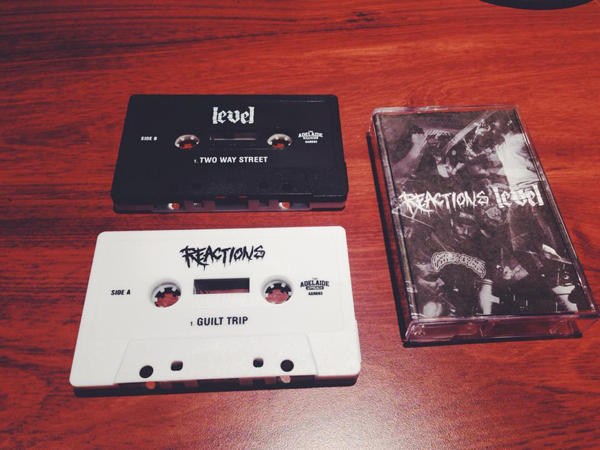 level
SIDE B
ADELAIDE
1. TWO WAY STREET
REACTIONS
SIDE A
ADELAIDE
1. GUILT TRIP
REACTIONS level